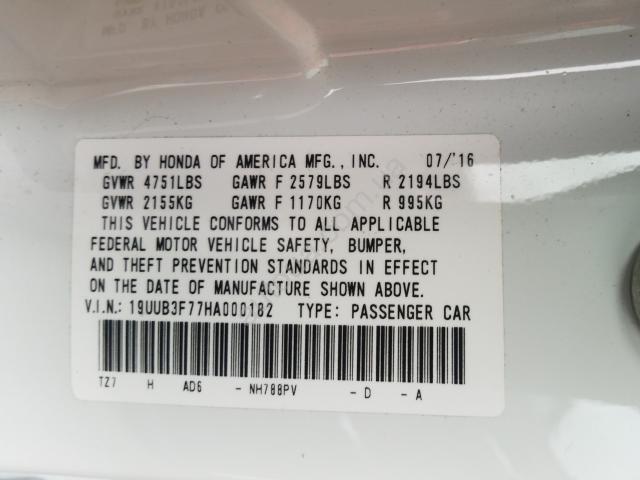 MFD. BY HONDA OF AMERICA MFG., INC. 07/'16
GVWR 4751LBS GAWR F 2579LBS R 2194LBS
GVWR 2155KG GAWR F 1170KG R 995KG
THIS VEHICLE CONFORMS TO ALL APPLICABLE
FEDERAL MOTOR VEHICLE SAFETY, BUMPER,
AND THEFT PREVENTION STANDARDS IN EFFECT
ON THE DATE OF MANUFACTURE SHOWN ABOVE.
V.I.N.: 19UUB3F77HA000182 TYPE: PASSENGER CAR
TZ7 H AD6 - NH788PV - D - A